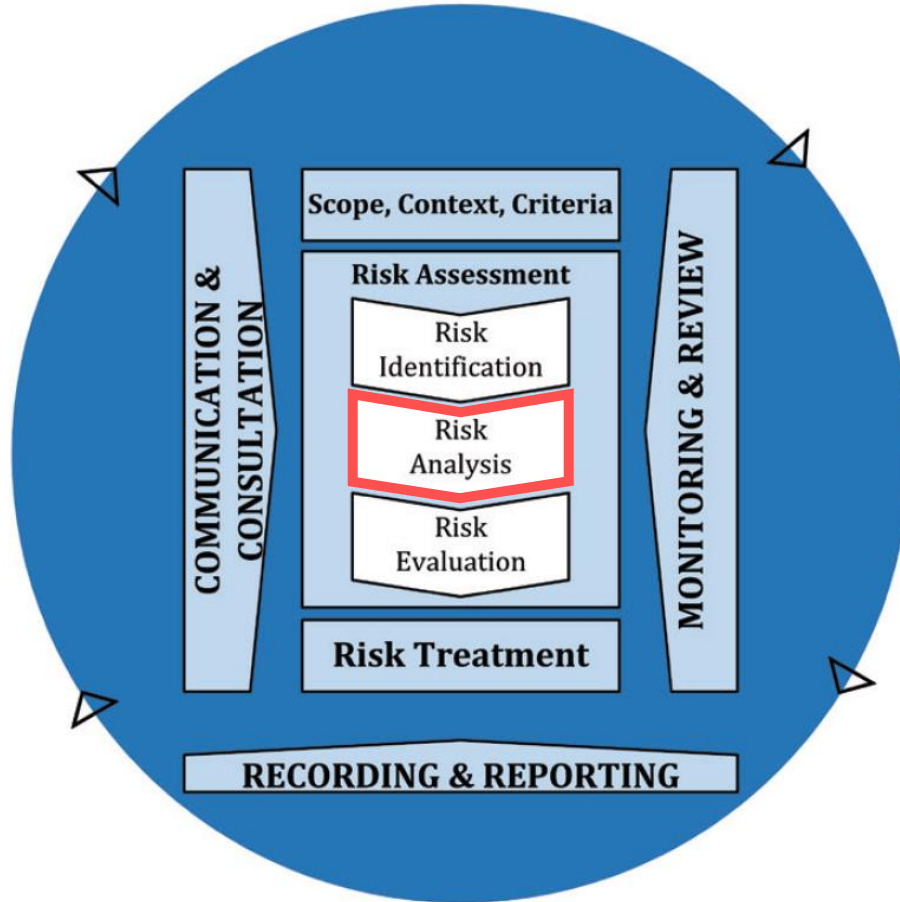 Scope, Context, Criteria
Risk Assessment
Risk
Identification
Risk
Analysis
Risk
Evaluation
Risk Treatment
COMMUNICATION &
CONSULTATION
MONITORING & REVIEW
RECORDING & REPORTING